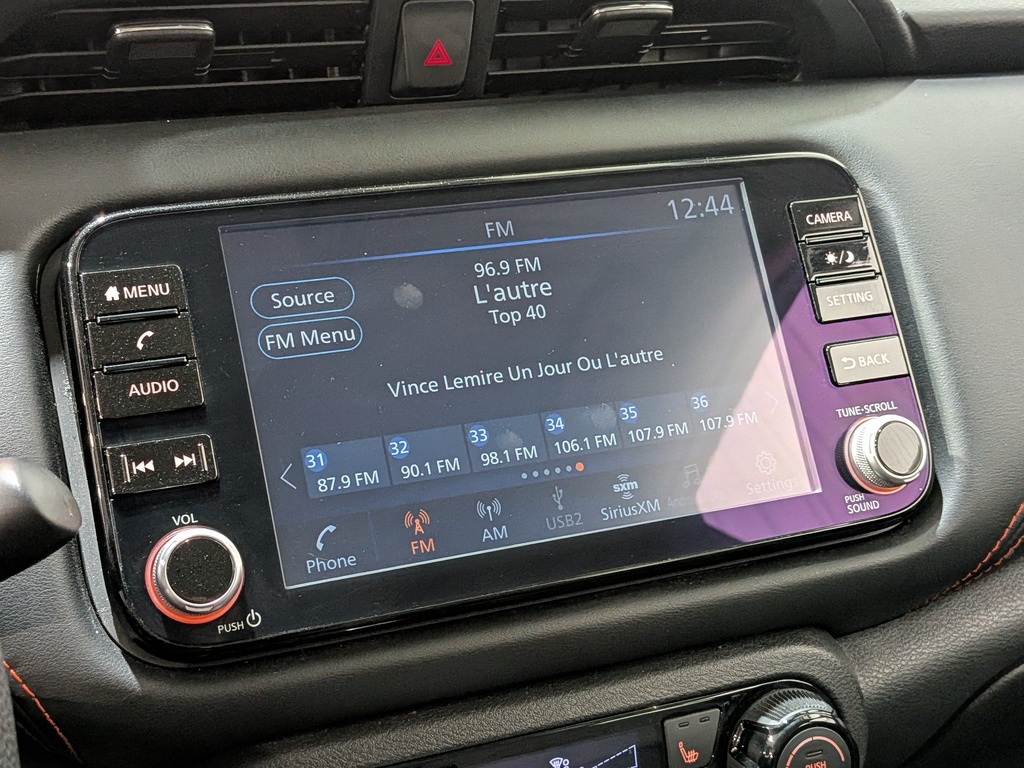 12:44
FM
CAMERA
MENU
AUDIO
VOL
PUSH
Source
FM Menu
96.9 FM
L'autre
Top 40
Vince Lemire Un Jour Ou L'autre
31 87.9 FM
32 90.1 FM
33 98.1 FM
34 106.1 FM
35 107.9 FM
36 107.9 FM
Phone
FM
AM
USB2
sxm
SiriusXM
Settings
SETTING
BACK
TUNE·SCROLL
PUSH
SOUND
PUSH